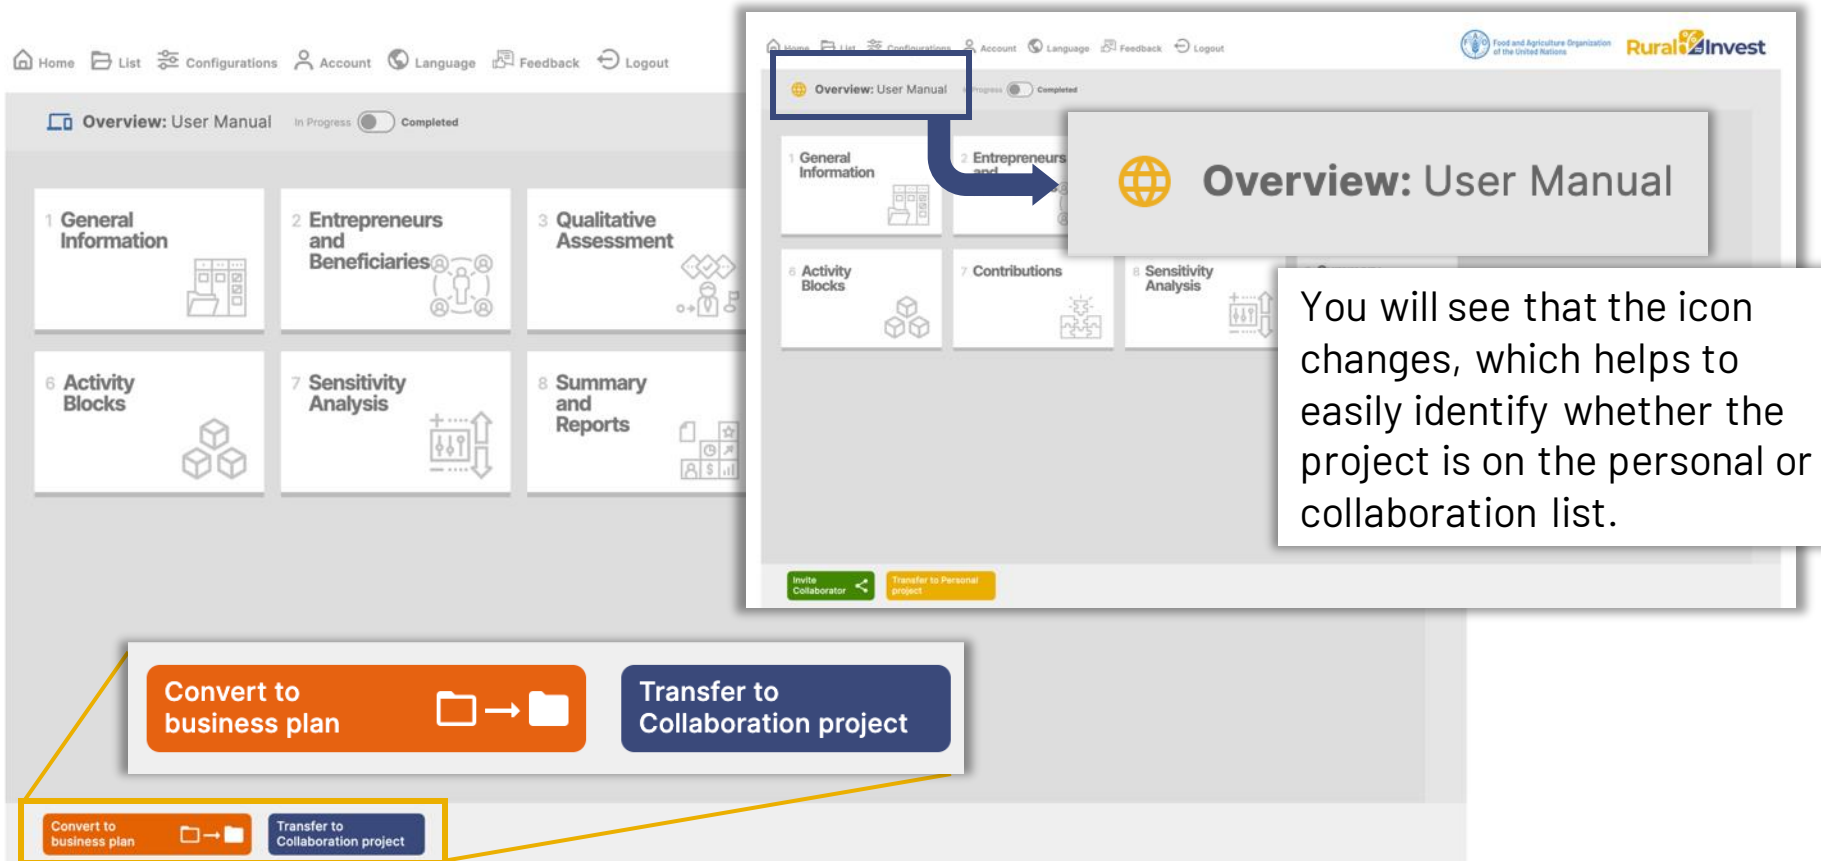 Home List Configurations Account Language Feedback Logout
Overview: User Manual In Progress Completed
1 General
Information
2 Entrepreneurs
and
Beneficiaries
3 Qualitative
Assessment
6 Activity
Blocks
7 Sensitivity
Analysis
8 Summary
and
Reports
Convert to
business plan
Transfer to
Collaboration project
Convert to
business plan
Transfer to
Collaboration project
Home List Configurations Account Language Feedback Logout
Food and Agriculture Organization
of the United Nations
Rural Invest
Overview: User Manual In Progress Completed
1 General
Information
2 Entrepreneurs
and
6 Activity
Blocks
7 Contributions
8 Sensitivity
Analysis
Invite
Collaborator
Transfer to Personal
project
Overview: User Manual
You will see that the icon
changes, which helps to
easily identify whether the
project is on the personal or
collaboration list.